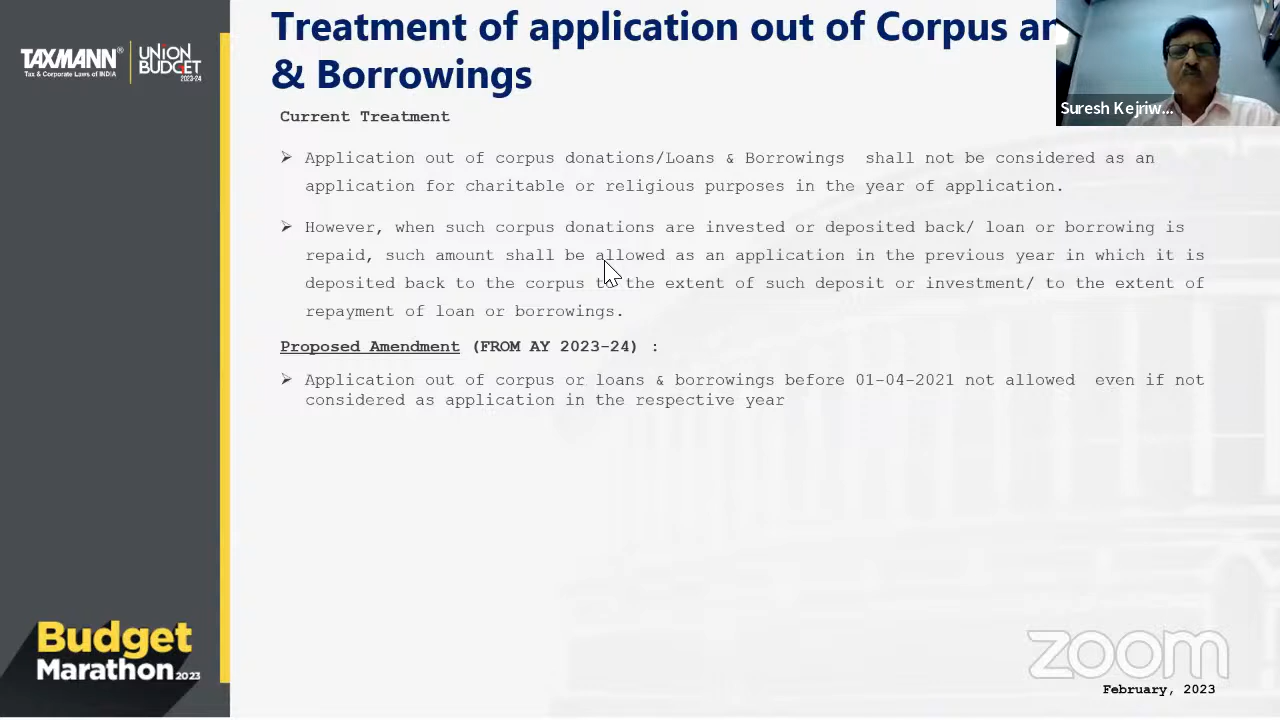 Treatment of application out of Corpus
& Borrowings
TAXMANN®
Tax & Corporate Laws of INDIA
UNION
BUDGET
2023-24
Suresh Kejriw...
Current Treatment
➢ Application out of corpus donations/Loans & Borrowings shall not be considered as an
application for charitable or religious purposes in the year of application.
➢ However, when such corpus donations are invested or deposited back/ loan or borrowing is
repaid, such amount shall be allowed as an application in the previous year in which it is
deposited back to the corpus to the extent of such deposit or investment/ to the extent of
repayment of loan or borrowings.
Proposed Amendment (FROM AY 2023-24) :
➢ Application out of corpus or loans & borrowings before 01-04-2021 not allowed even if not
considered as application in the respective year
Budget
Marathon 2023
zoom
February, 2023